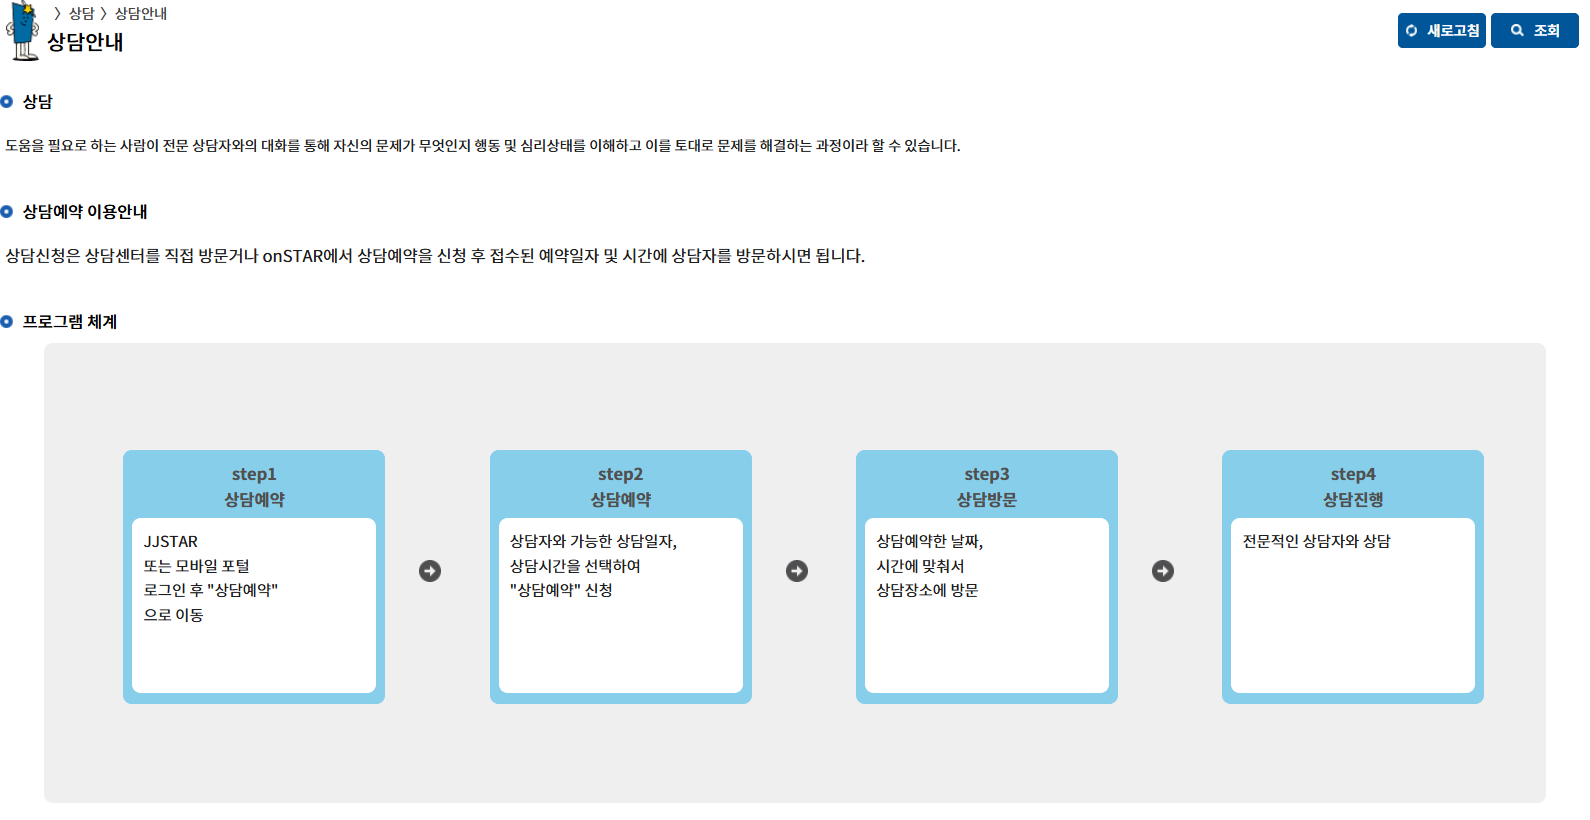 〉상담 〉상담안내
상담안내
새로고침
조회
상담
도움을 필요로 하는 사람이 전문 상담자와의 대화를 통해 자신의 문제가 무엇인지 행동 및 심리상태를 이해하고 이를 토대로 문제를 해결하는 과정이라 할 수 있습니다.
상담예약 이용안내
상담신청은 상담센터를 직접 방문거나 onSTAR에서 상담예약을 신청 후 접수된 예약일자 및 시간에 상담자를 방문하시면 됩니다.
프로그램 체계
step1
상담예약
JJSTAR
또는 모바일 포털
로그인 후 "상담예약"
으로 이동
step2
상담예약
상담자와 가능한 상담일자,
상담시간을 선택하여
"상담예약" 신청
step3
상담방문
상담예약한 날짜,
시간에 맞춰서
상담장소에 방문
step4
상담진행
전문적인 상담자와 상담